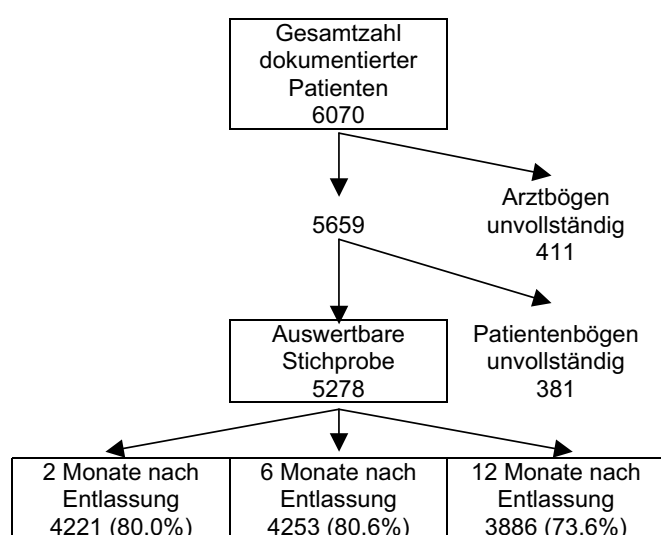 Gesamtzahl
dokumentierter
Patienten
6070
Arztbögen
unvollständig
411
5659
Auswertbare
Stichprobe
5278
Patientenbögen
unvollständig
381
2 Monate nach
Entlassung
4221 (80.0%)
6 Monate nach
Entlassung
4253 (80.6%)
12 Monate nach
Entlassung
3886 (73.6%)